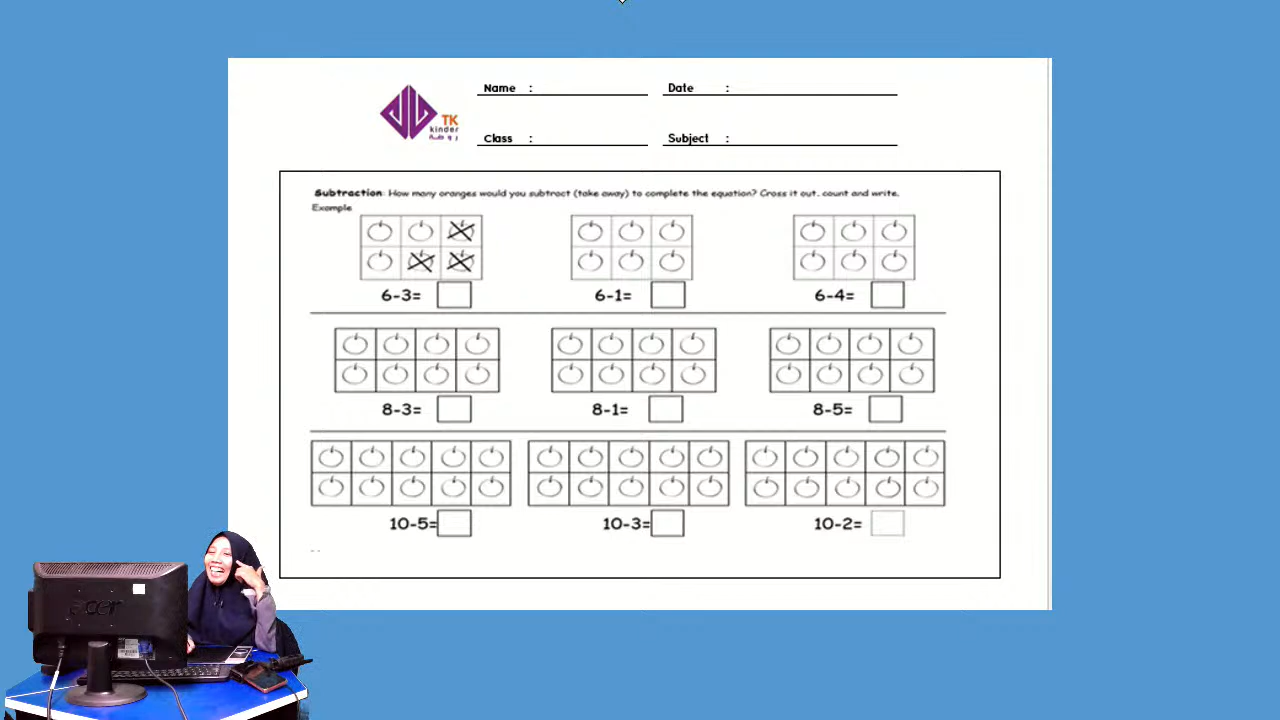 Name :
Date :
TK
kinder
روضة
Class :
Subject :
Subtraction: How many oranges would you subtract (take away) to complete the equation? Cross it out, count and write.
Example
6-3=
6-1=
6-4=
8-3=
8-1=
8-5=
10-5=
10-3=
10-2=
acer